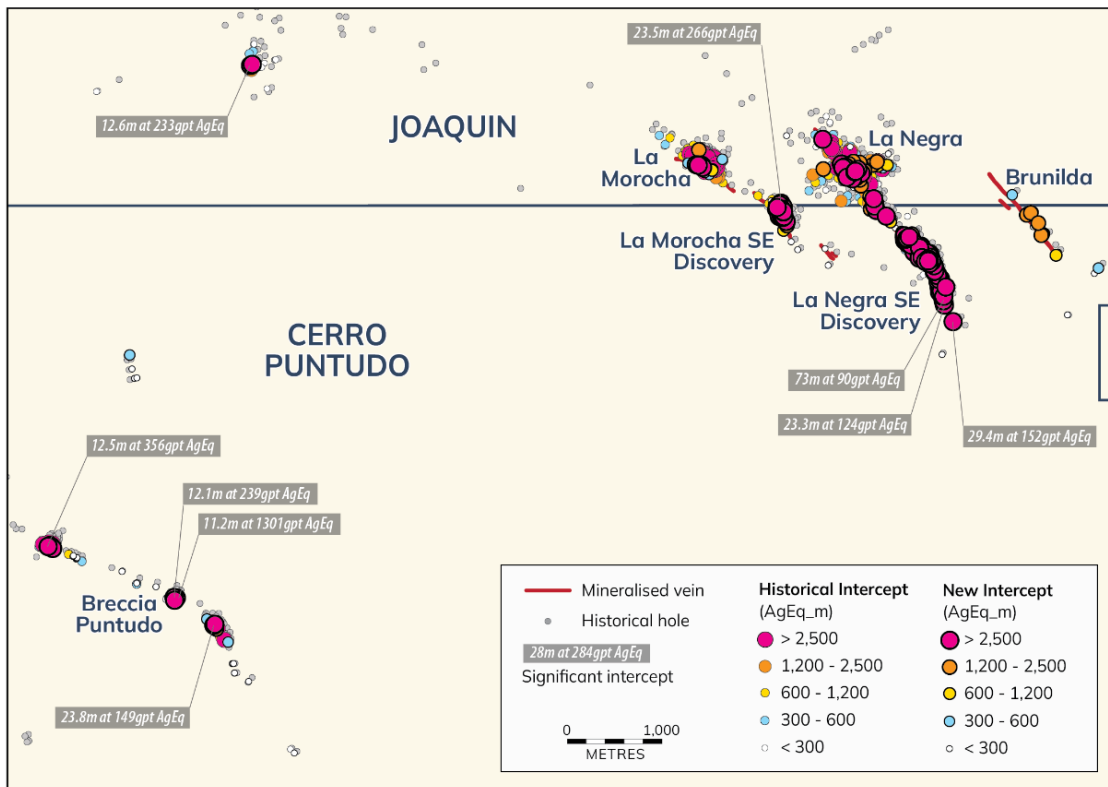 23.5m at 266gpt AgEq
12.6m at 233gpt AgEq
JOAQUIN
La
Morocha
La Negra
Brunilda
La Morocha SE
Discovery
La Negra SE
Discovery
CERRO
PUNTUDO
73m at 90gpt AgEq
23.3m at 124gpt AgEq
29.4m at 152gpt AgEq
12.5m at 356gpt AgEq
12.1m at 239gpt AgEq
11.2m at 1301gpt AgEq
Breccia
Puntudo
23.8m at 149gpt AgEq
Mineralised vein
Historical hole
28m at 284gpt AgEq
Significant intercept
0 1,000
METRES
Historical Intercept
(AgEq_m)
> 2,500
1,200 - 2,500
600 - 1,200
300 - 600
< 300
New Intercept
(AgEq_m)
> 2,500
1,200 - 2,500
600 - 1,200
300 - 600
< 300